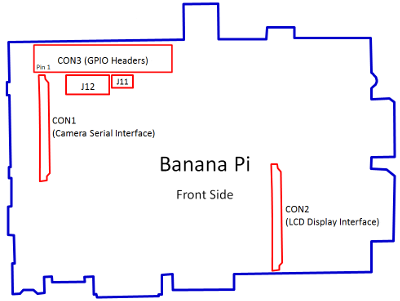 CON3 (GPIO Headers)
Pin 1
J12
J11
CON1
(Camera Serial Interface)
Banana Pi
Front Side
CON2
(LCD Display Interface)